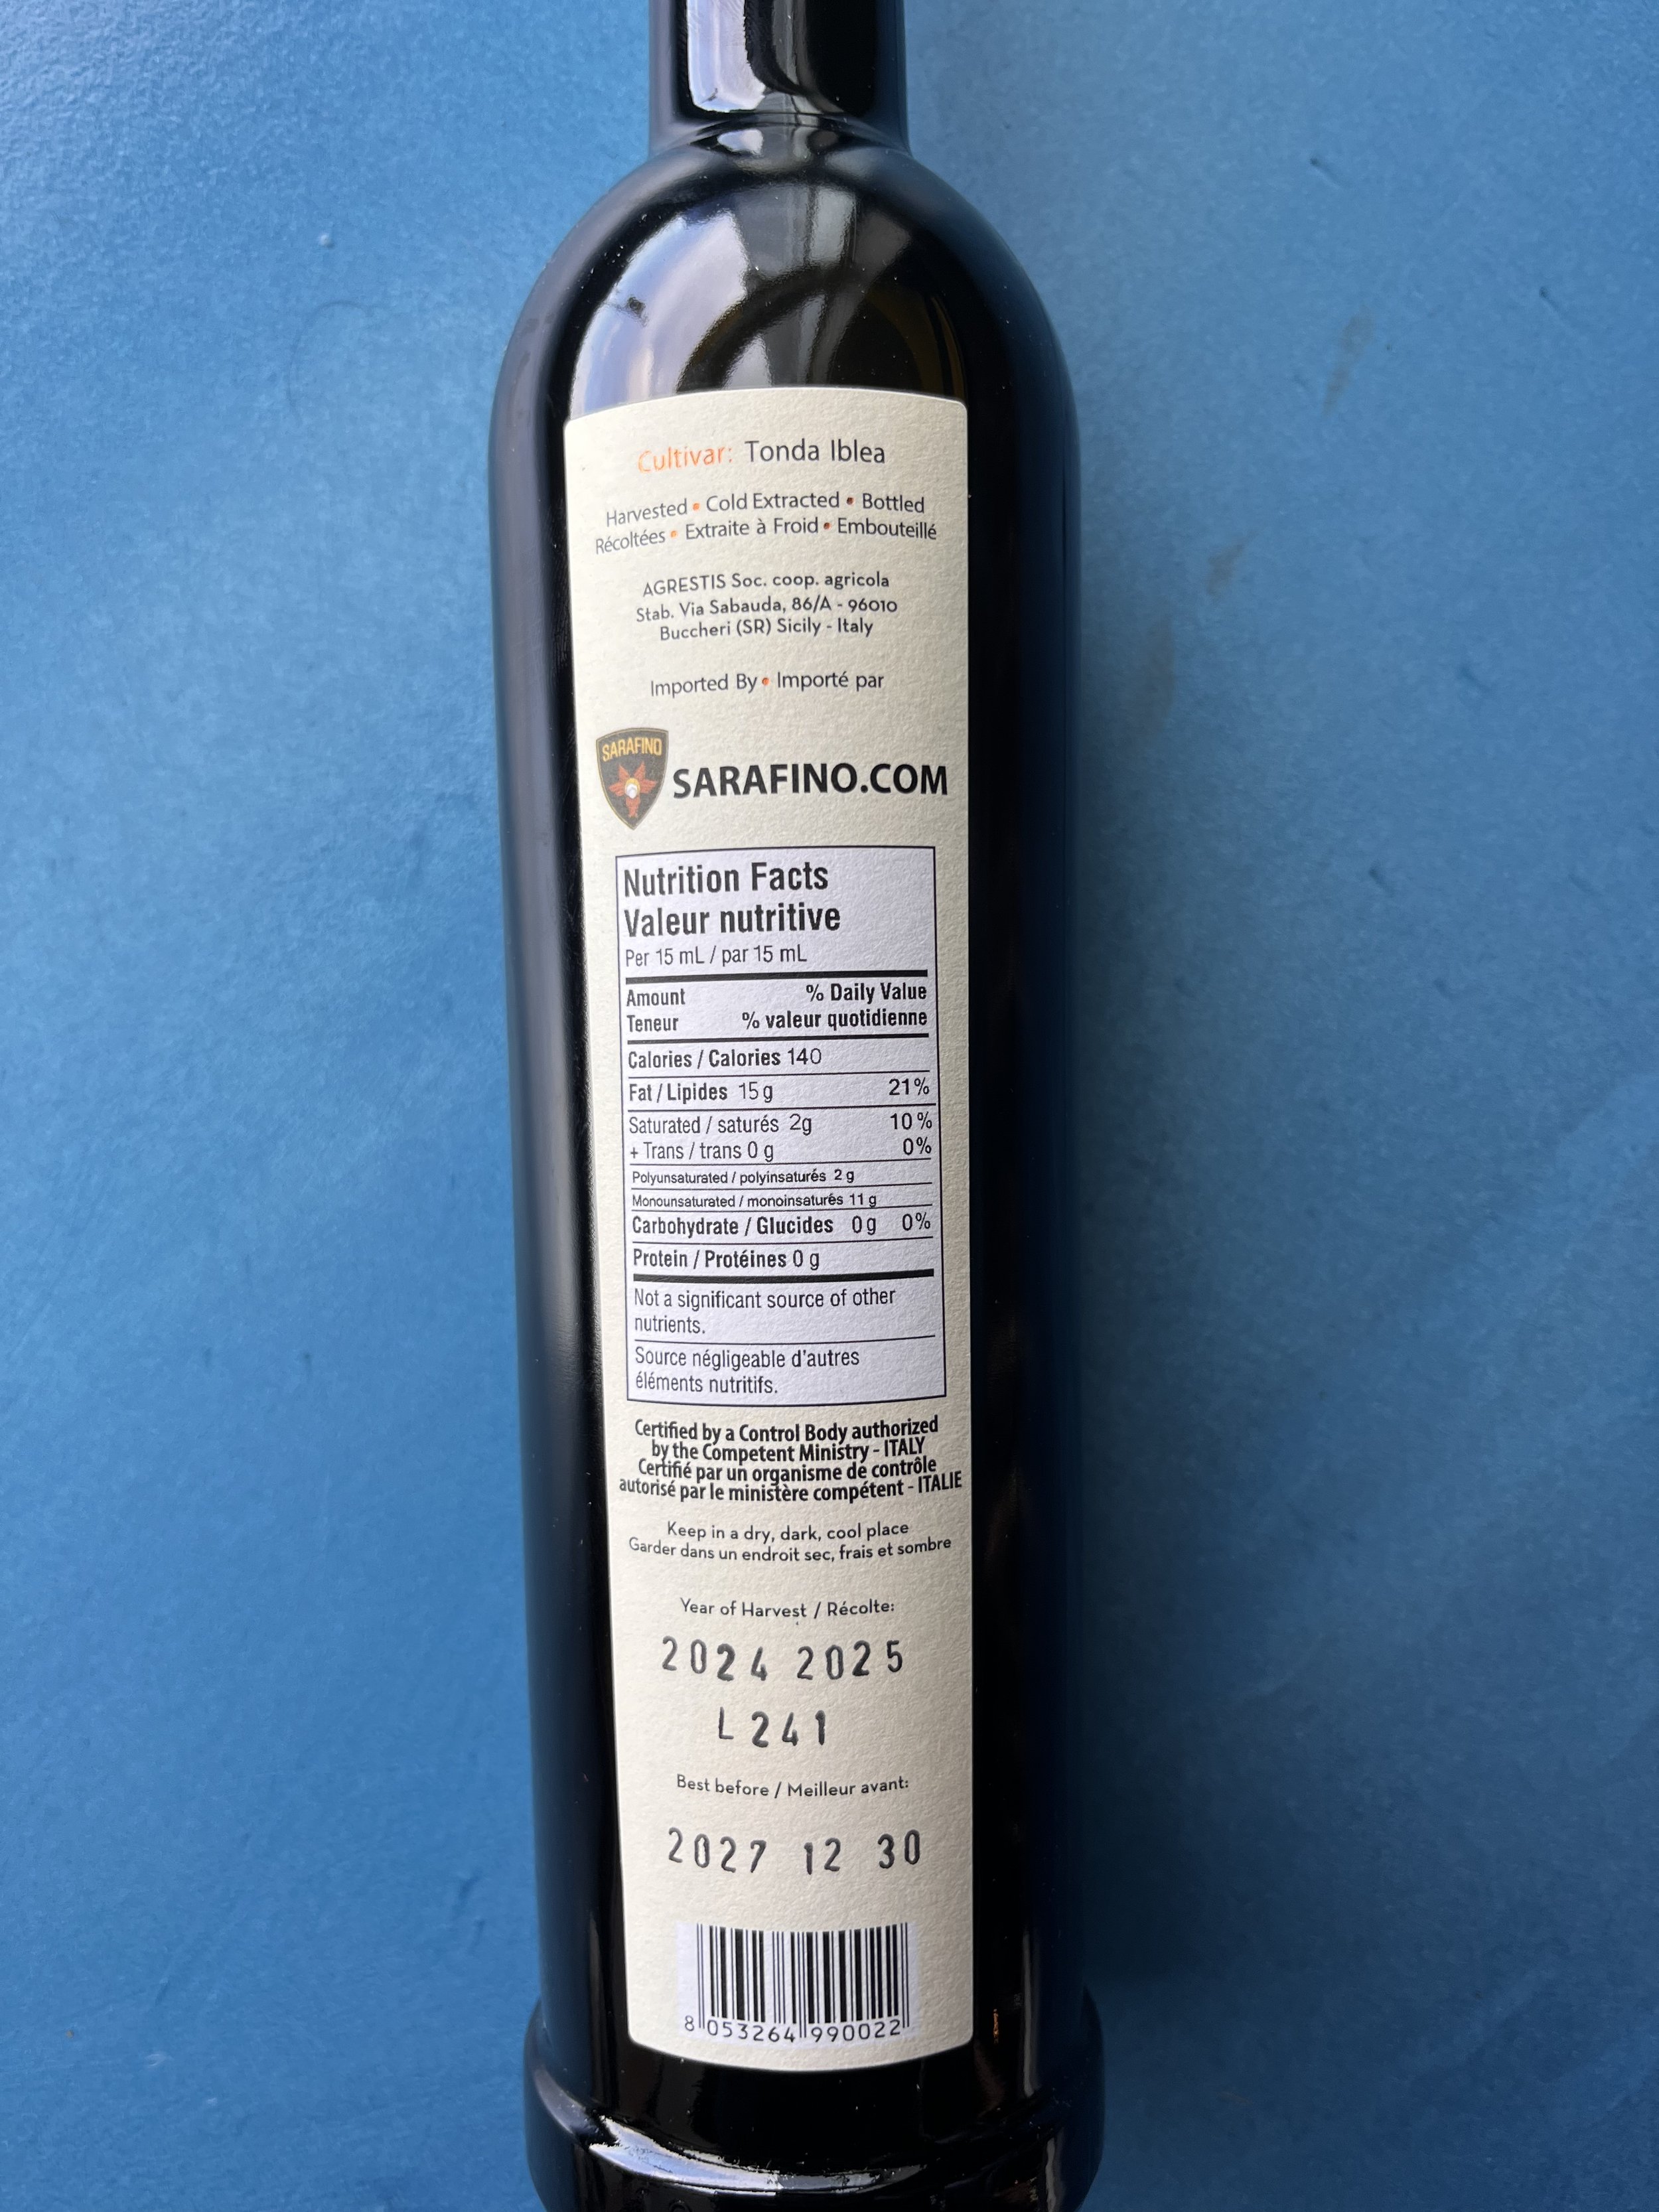 Cultivar: Tonda Iblea
Harvested • Cold Extracted • Bottled
Récoltées • Extraite à Froid • Embouteillé
AGRESTIS Soc. coop. agricola
Stab. Via Sabauda, 86/A - 96010
Buccheri (SR) Sicily - Italy
Imported By • Importé par
SARAFINO
SARAFINO.COM
Nutrition Facts
Valeur nutritive
Per 15 mL / par 15 mL
Amount % Daily Value
Teneur % valeur quotidienne
Calories / Calories 140
Fat / Lipides 15 g 21%
Saturated / saturés 2g 10 %
+ Trans / trans 0 g 0%
Polyunsaturated / polyinsaturés 2 g
Monounsaturated / monoinsaturés 11 g
Carbohydrate / Glucides 0 g 0%
Protein / Protéines 0 g
Not a significant source of other
nutrients.
Source négligeable d'autres
éléments nutritifs.
Certified by a Control Body authorized
by the Competent Ministry - ITALY
Certifié par un organisme de contrôle
autorisé par le ministère compétent - ITALIE
Keep in a dry, dark, cool place
Garder dans un endroit sec, frais et sombre
Year of Harvest / Récolte:
2024 2025
L 241
Best before / Meilleur avant:
2027 12 30
8 053264 990022